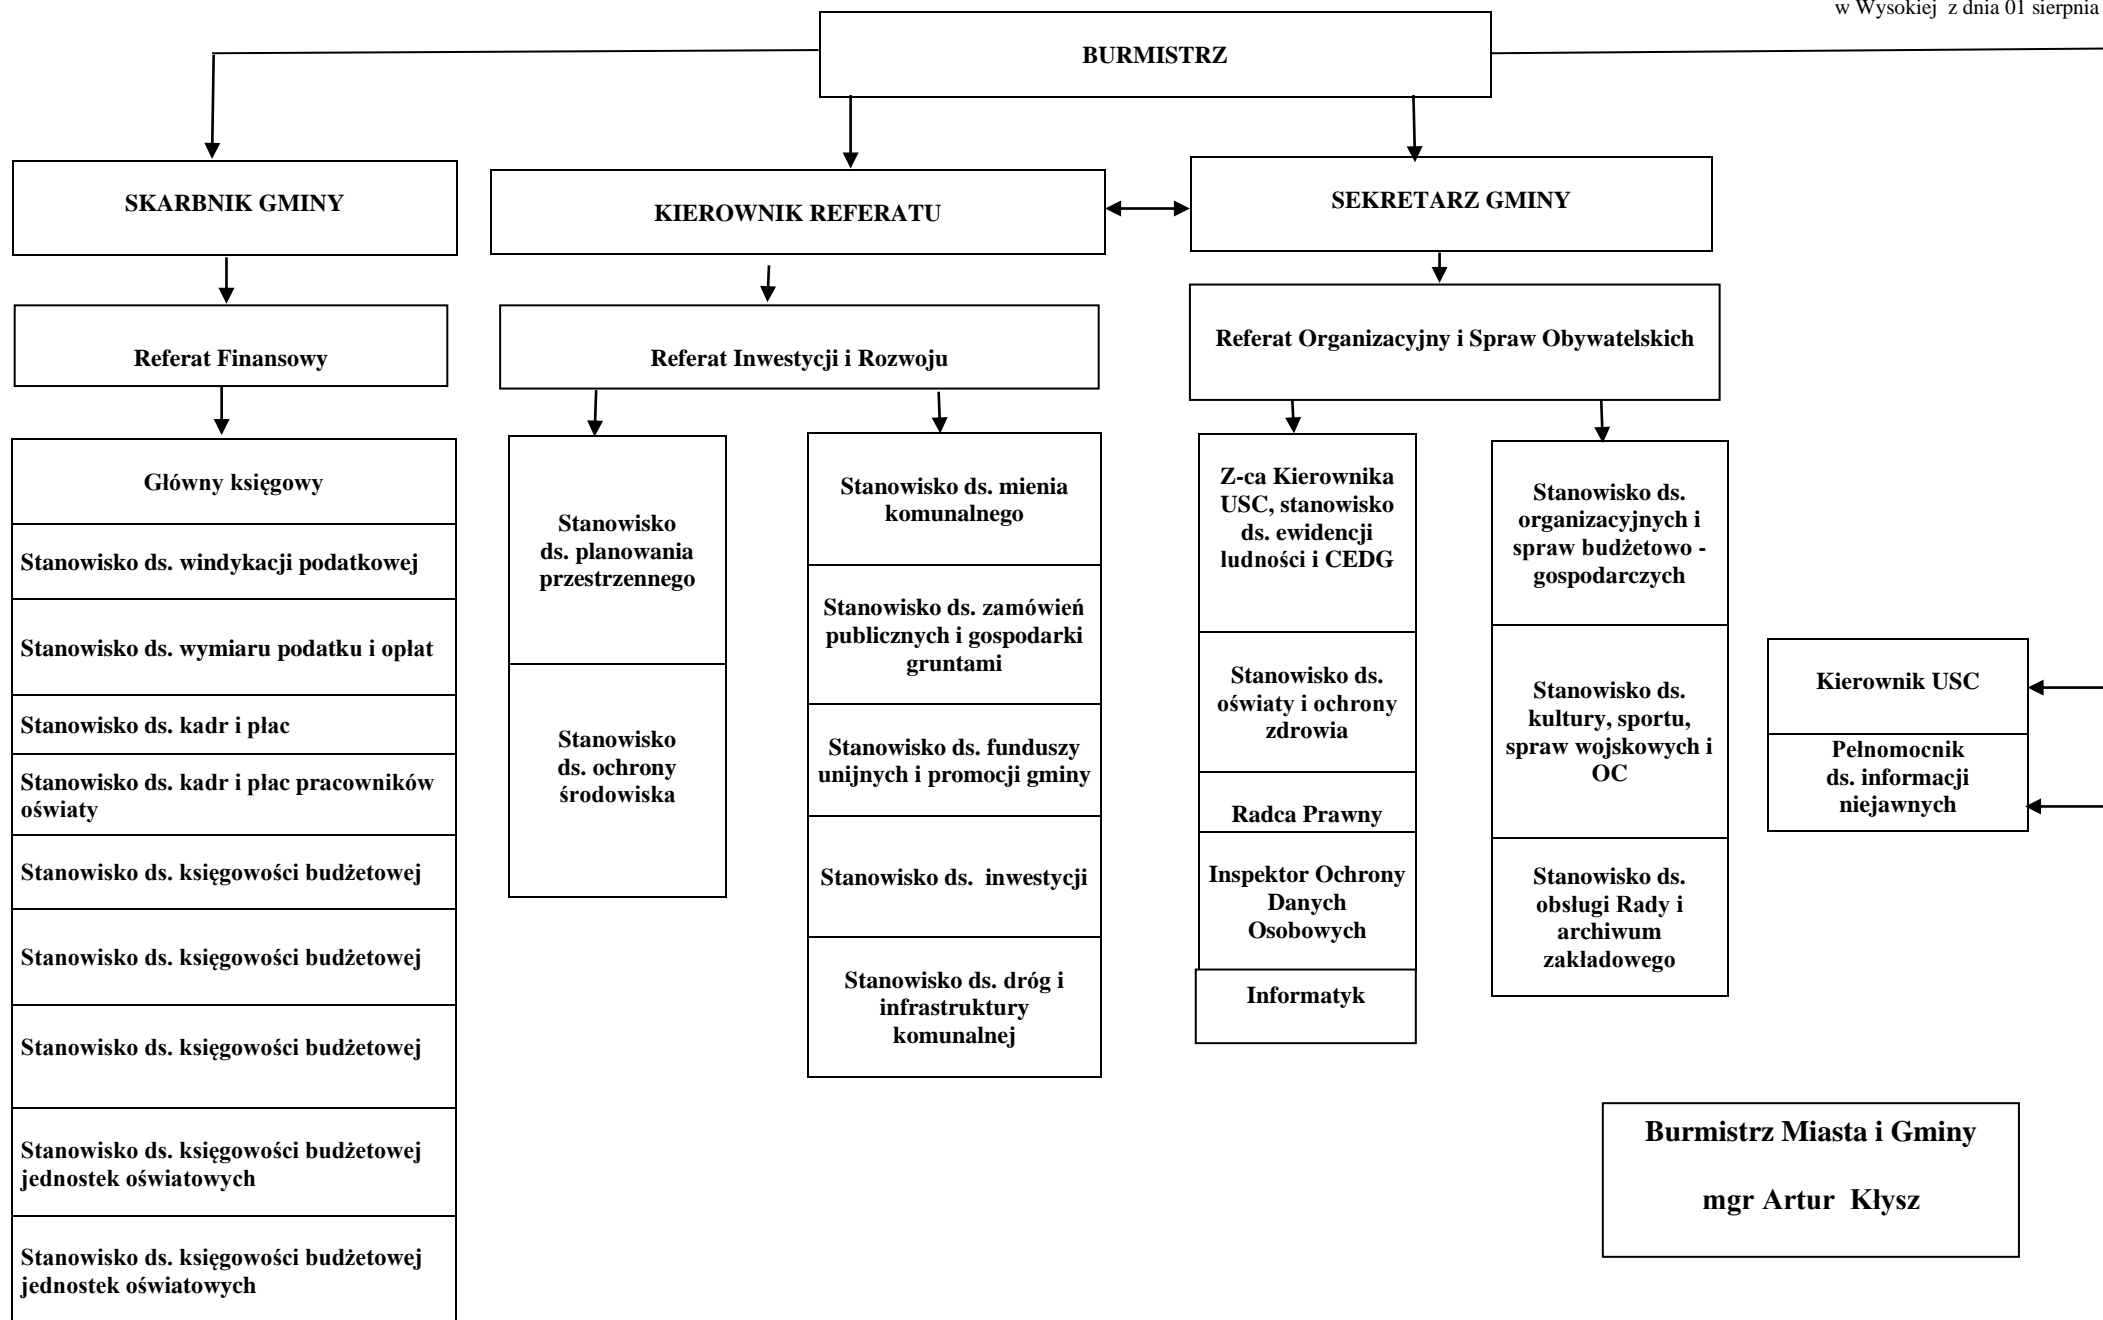 w Wysokiej z dnia 01 sierpnia
BURMISTRZ
SKARBNIK GMINY
KIEROWNIK REFERATU
SEKRETARZ GMINY
Referat Finansowy
Referat Inwestycji i Rozwoju
Referat Organizacyjny i Spraw Obywatelskich
Główny księgowy
Stanowisko ds. windykacji podatkowej
Stanowisko ds. wymiaru podatku i opłat
Stanowisko ds. kadr i płac
Stanowisko ds. kadr i płac pracowników
oświaty
Stanowisko ds. księgowości budżetowej
Stanowisko ds. księgowości budżetowej
Stanowisko ds. księgowości budżetowej
Stanowisko ds. księgowości budżetowej
jednostek oświatowych
Stanowisko ds. księgowości budżetowej
jednostek oświatowych
Stanowisko
ds. planowania
przestrzennego
Stanowisko
ds. ochrony
środowiska
Stanowisko ds. mienia
komunalnego
Stanowisko ds. zamówień
publicznych i gospodarki
gruntami
Stanowisko ds. funduszy
unijnych i promocji gminy
Stanowisko ds. inwestycji
Stanowisko ds. dróg i
infrastruktury
komunalnej
Z-ca Kierownika
USC, stanowisko
ds. ewidencji
ludności i CEDG
Stanowisko ds.
oświaty i ochrony
zdrowia
Radca Prawny
Inspektor Ochrony
Danych
Osobowych
Informatyk
Stanowisko ds.
organizacyjnych i
spraw budżetowo -
gospodarczych
Stanowisko ds.
kultury, sportu,
spraw wojskowych i
OC
Stanowisko ds.
obsługi Rady i
archiwum
zakładowego
Kierownik USC
Pełnomocnik
ds. informacji
niejawnych
Burmistrz Miasta i Gminy
mgr Artur Kłysz